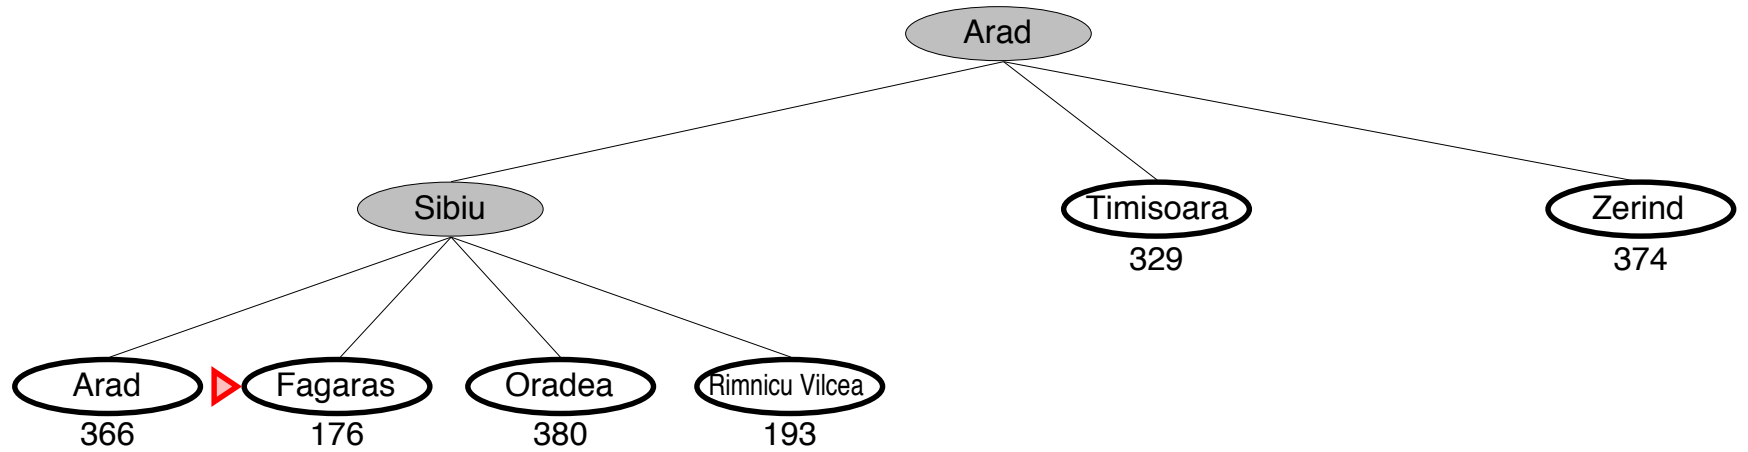 Arad
Sibiu
Timisoara
Zerind
329
374
Arad
Fagaras
Oradea
Rimnicu Vilcea
366
176
380
193